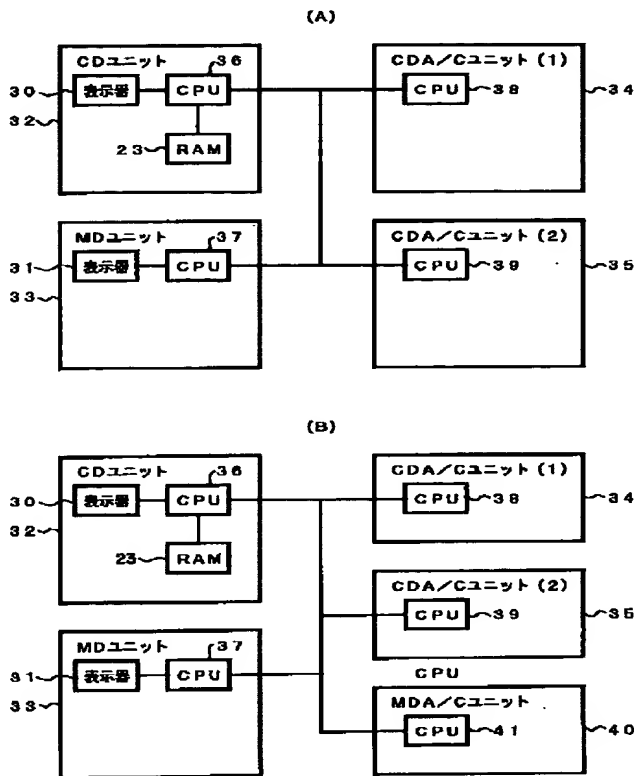 (A)
CDユニット 36
30 表示器 CPU
32
23 RAM
CDA/Cユニット(1)
CPU 38 34
MDユニット 37
31 表示器 CPU
33
CDA/Cユニット(2)
CPU 39 35
(B)
CDユニット 36
30 表示器 CPU
32
23 RAM
CDA/Cユニット(1)
CPU 38 34
CDA/Cユニット(2)
CPU 39 35
MDユニット 37
31 表示器 CPU
33
CPU
MDA/Cユニット
CPU 41 40